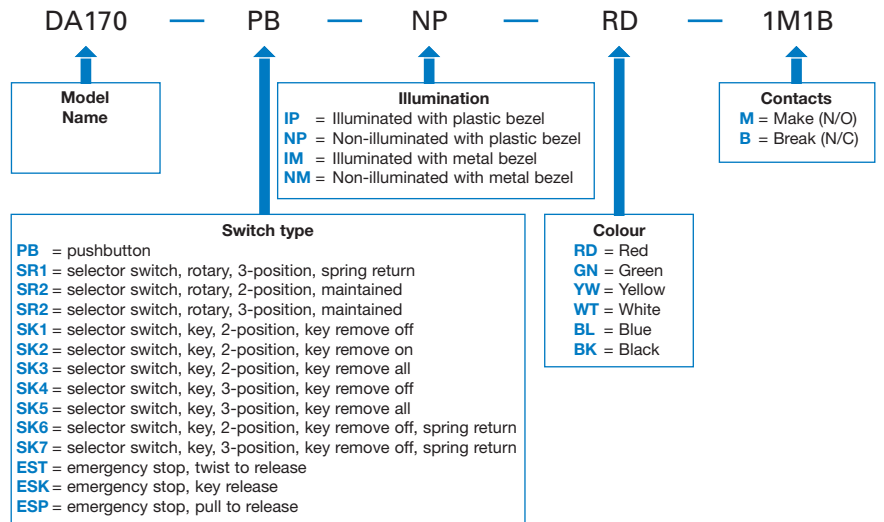 DA170 — PB — NP — RD — 1M1B
Model
Name
Illumination
IP = Illuminated with plastic bezel
NP = Non-illuminated with plastic bezel
IM = Illuminated with metal bezel
NM = Non-illuminated with metal bezel
Contacts
M = Make (N/O)
B = Break (N/C)
Switch type
PB = pushbutton
SR1 = selector switch, rotary, 3-position, spring return
SR2 = selector switch, rotary, 2-position, maintained
SR2 = selector switch, rotary, 3-position, maintained
SK1 = selector switch, key, 2-position, key remove off
SK2 = selector switch, key, 2-position, key remove on
SK3 = selector switch, key, 2-position, key remove all
SK4 = selector switch, key, 3-position, key remove off
SK5 = selector switch, key, 3-position, key remove all
SK6 = selector switch, key, 2-position, key remove off, spring return
SK7 = selector switch, key, 3-position, key remove off, spring return
EST = emergency stop, twist to release
ESK = emergency stop, key release
ESP = emergency stop, pull to release
Colour
RD = Red
GN = Green
YW = Yellow
WT = White
BL = Blue
BK = Black